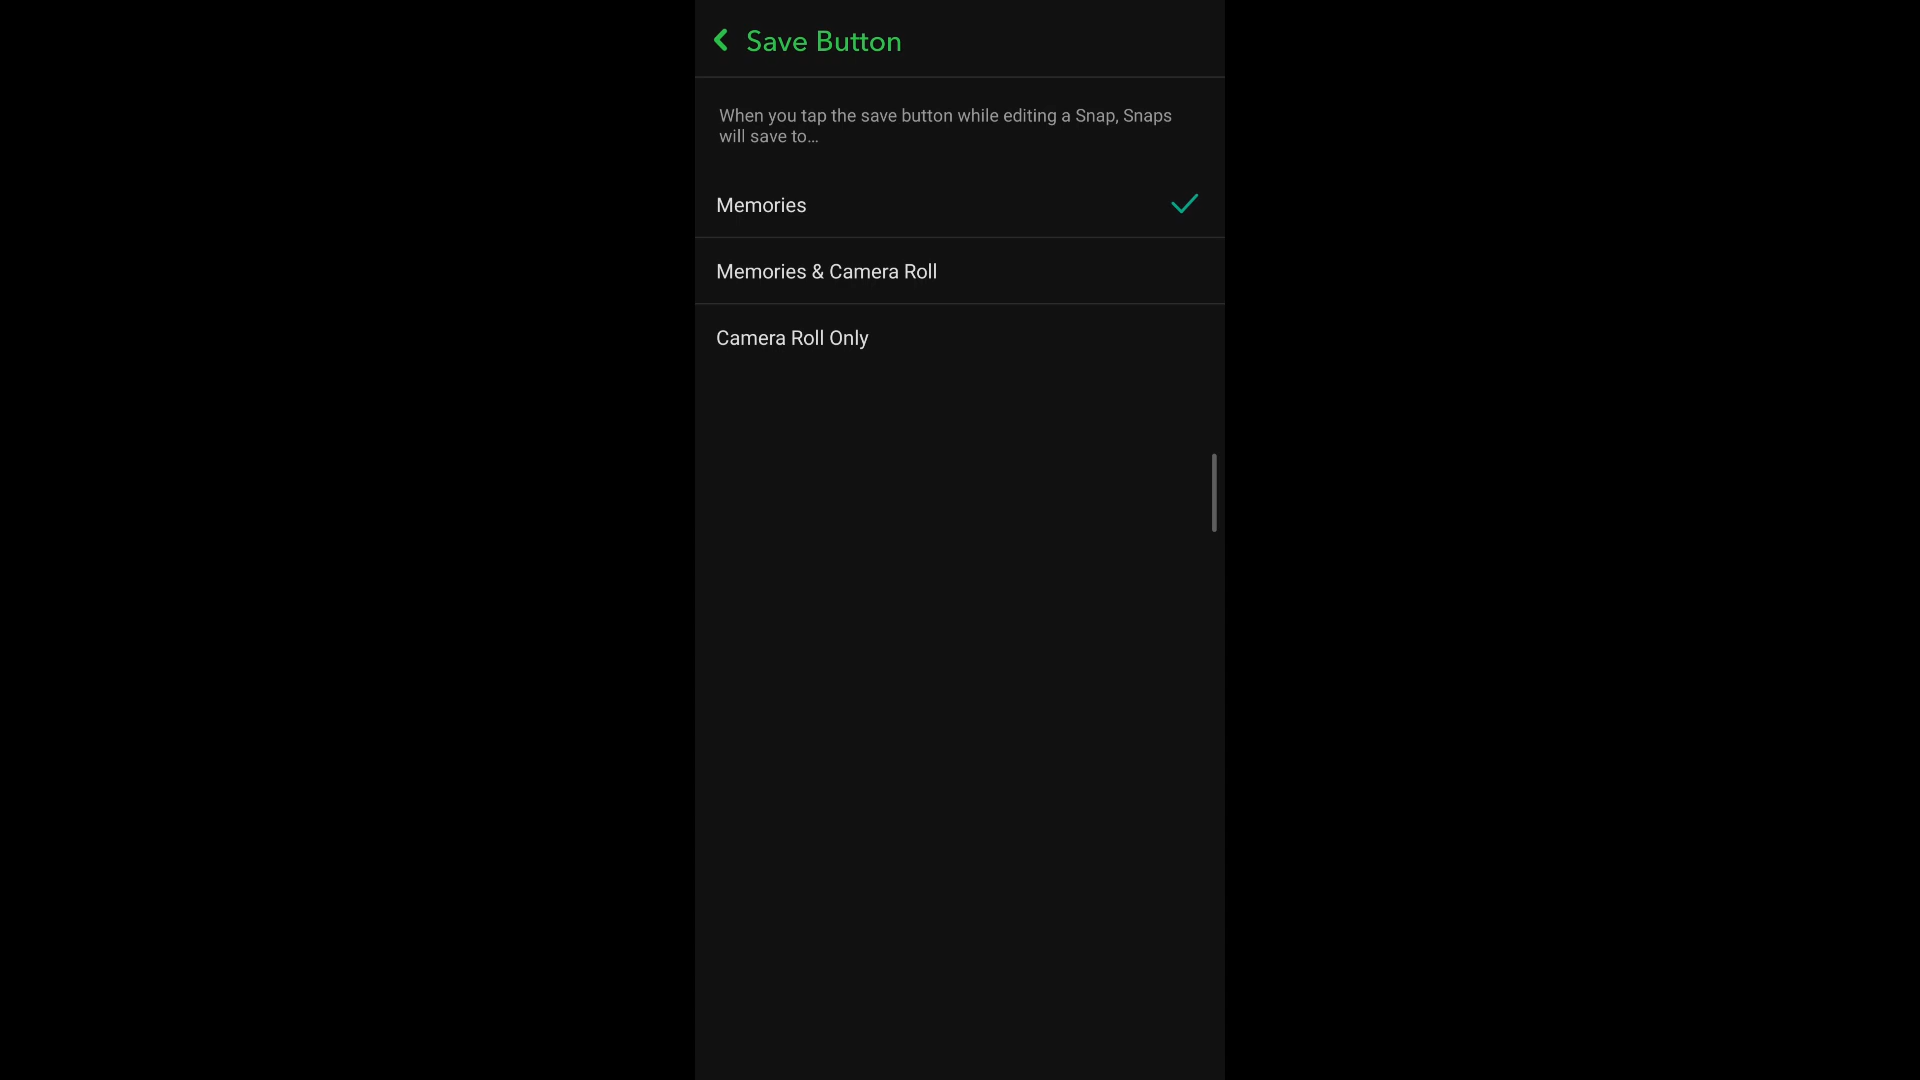 Save Button
When you tap the save button while editing a Snap, Snaps
will save to...
Memories
Memories & Camera Roll
Camera Roll Only